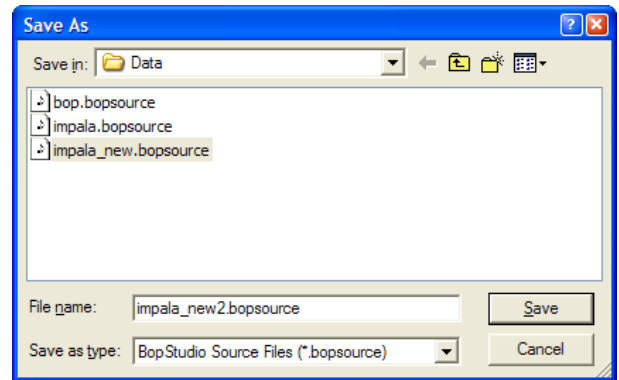 Save As
Save in: Data
bop.bopsource
impala.bopsource
impala_new.bopsource
File name: impala_new2.bopsource Save
Save as type: BopStudio Source Files (*.bopsource) Cancel